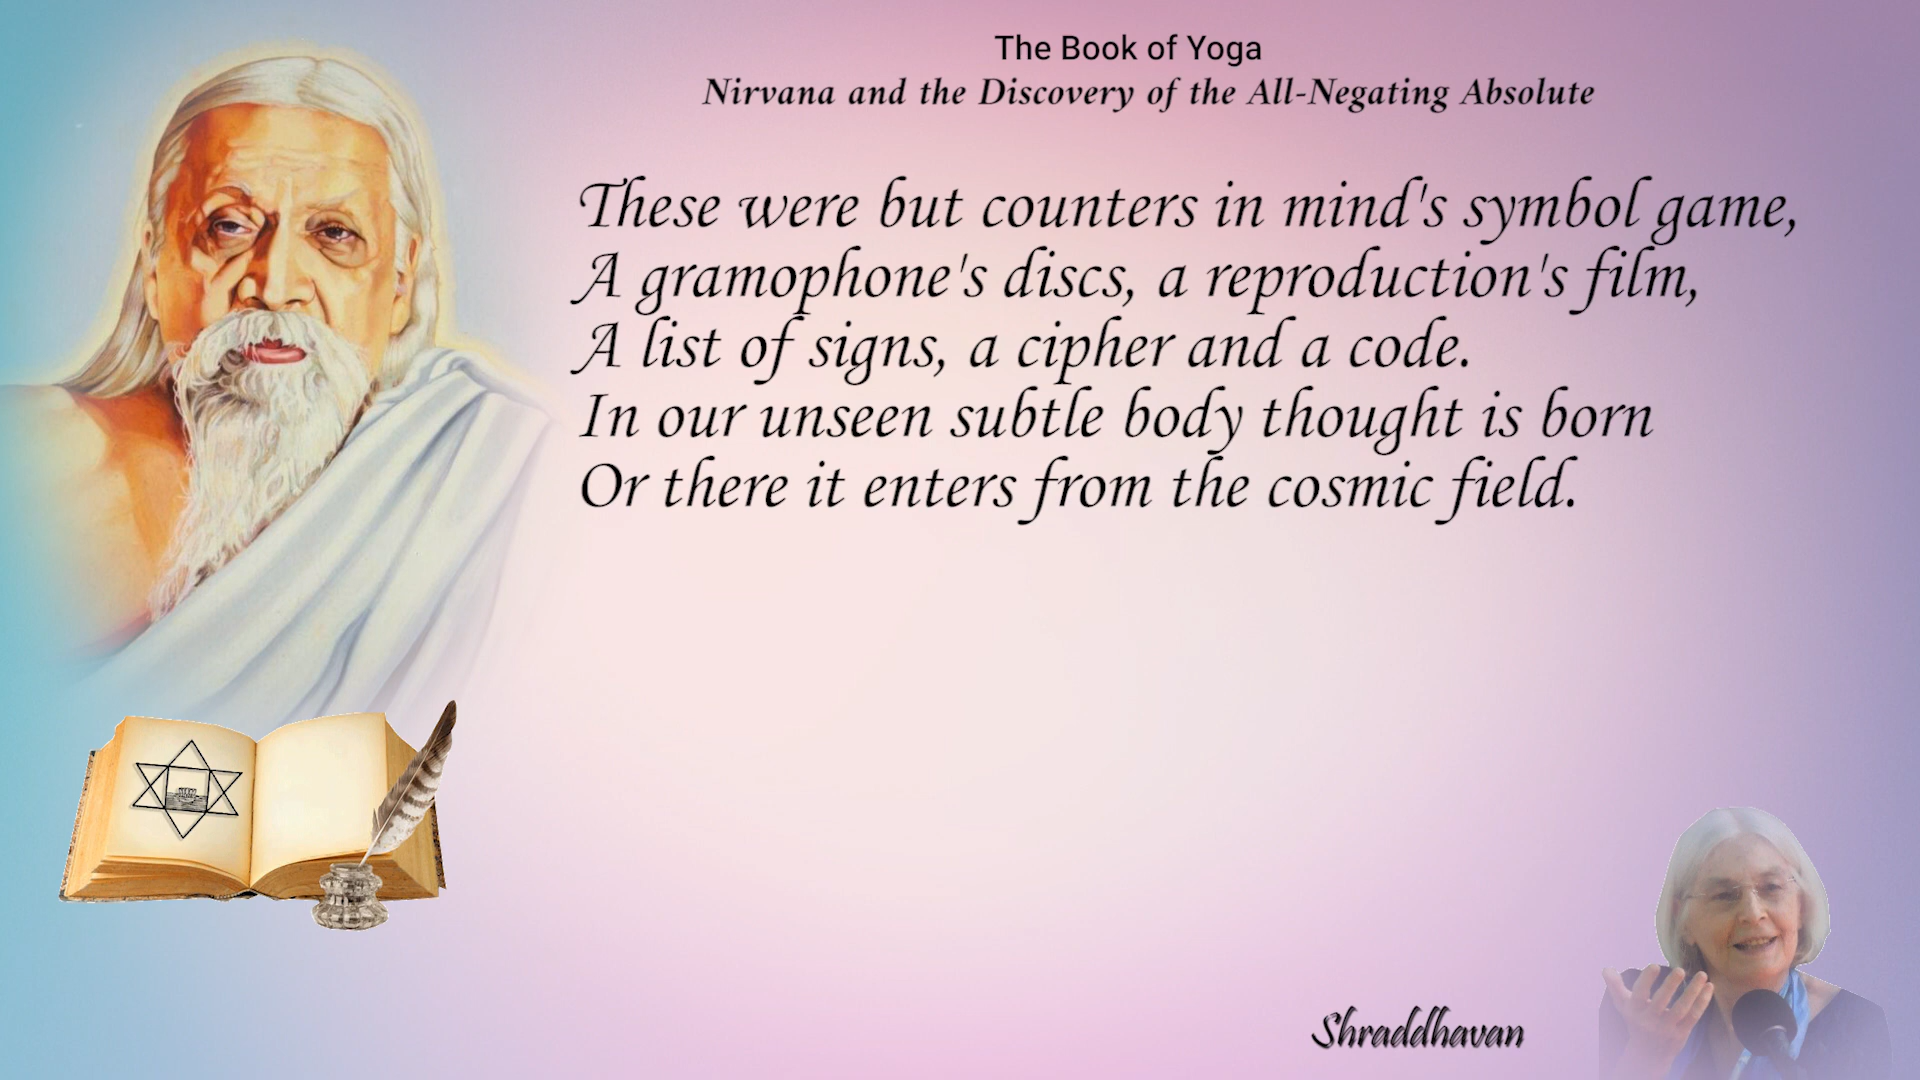 The Book of Yoga
Nirvana and the Discovery of the All-Negating Absolute
These were but counters in mind's symbol game,
A gramophone's discs, a reproduction's film,
A list of signs, a cipher and a code.
In our unseen subtle body thought is born
Or there it enters from the cosmic field.
Shraddhavan